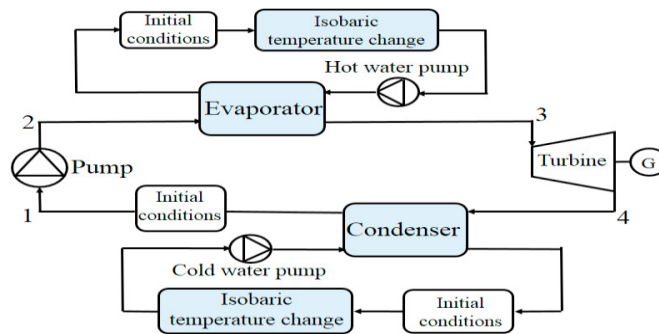 Initial
conditions
Isobaric
temperature change
Hot water pump
Evaporator
2
3
Pump
Turbine
G
1
Initial
conditions
4
Condenser
Cold water pump
Isobaric
temperature change
Initial
conditions